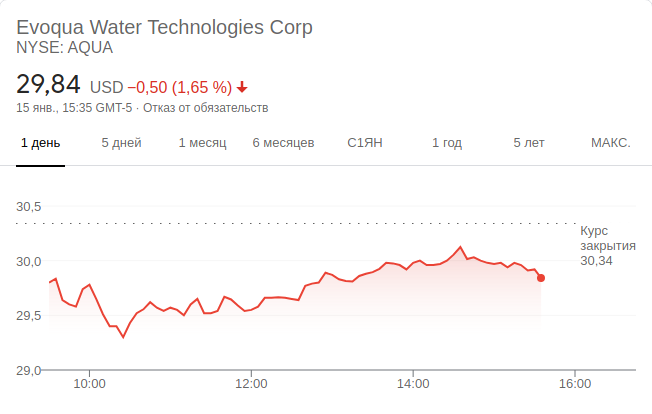 Evoqua Water Technologies Corp
NYSE: AQUA
29,84 USD −0,50 (1,65 %)
15 янв., 15:35 GMT-5 · Отказ от обязательств
1 день 5 дней 1 месяц 6 месяцев С1ЯН 1 год 5 лет МАКС.
30,5
Курс
закрытия
30,34
30,0
29,5
29,0
10:00 12:00 14:00 16:00